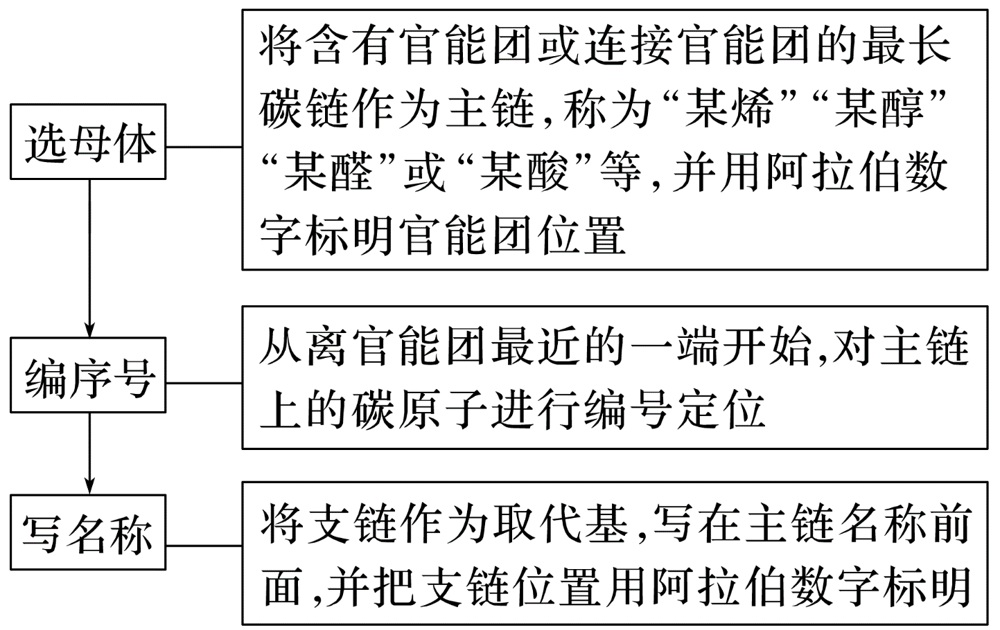 选母体
将含有官能团或连接官能团的最长
碳链作为主链,称为“某烯”“某醇”
“某醛”或“某酸”等,并用阿拉伯数
字标明官能团位置
编序号
从离官能团最近的一端开始,对主链
上的碳原子进行编号定位
写名称
将支链作为取代基,写在主链名称前
面,并把支链位置用阿拉伯数字标明